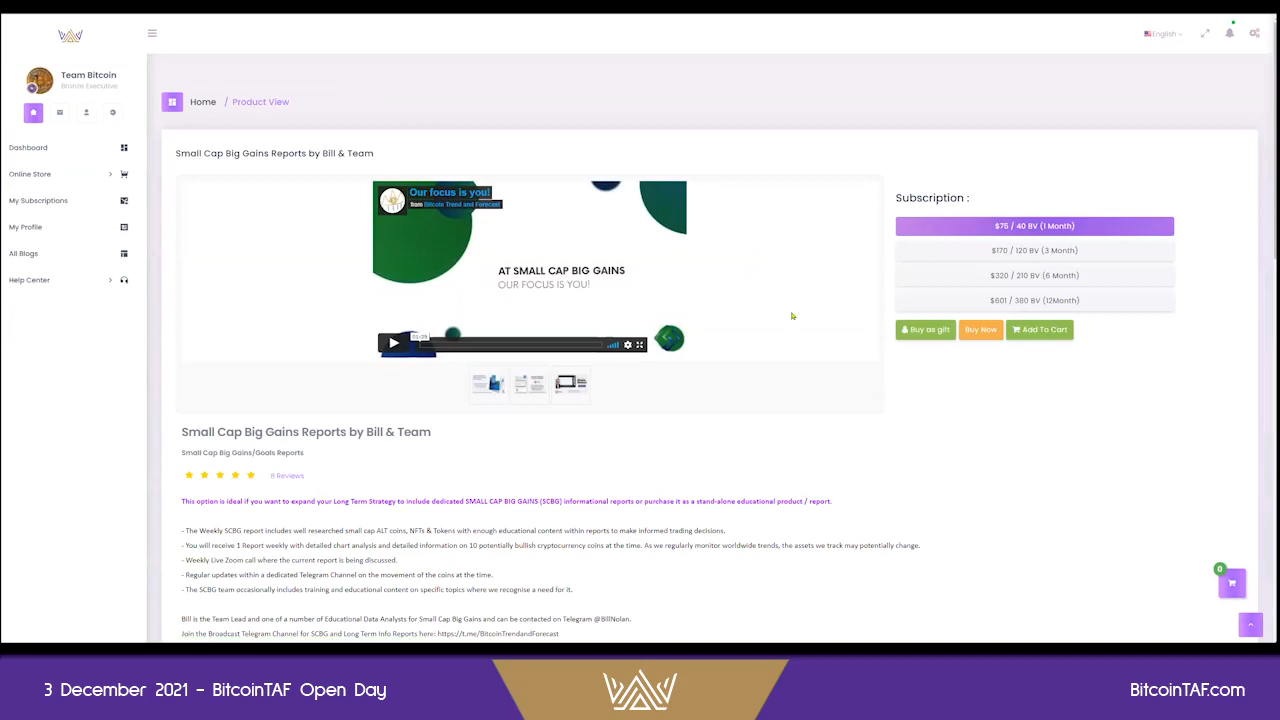 English
Team Bitcoin
Bronze Executive
Home / Product View
Dashboard
Online Store
My Subscriptions
My Profile
All Blogs
Help Center
Small Cap Big Gains Reports by Bill & Team
Our focus is you!
from Bitcoin Trend and Forecast
AT SMALL CAP BIG GAINS
OUR FOCUS IS YOU!
01:25
Subscription :
$75 / 40 BV (1 Month)
$170 / 120 BV (3 Month)
$320 / 210 BV (6 Month)
$601 / 380 BV (12Month)
Buy as gift
Buy Now
Add To Cart
Small Cap Big Gains Reports by Bill & Team
Small Cap Big Gains/Goals Reports
8 Reviews
This option is ideal if you want to expand your Long Term Strategy to include dedicated SMALL CAP BIG GAINS (SCBG) informational reports or purchase it as a stand-alone educational product / report.
- The Weekly SCBG report includes well researched small cap ALT coins, NFTs & Tokens with enough educational content within reports to make informed trading decisions.
- You will receive 1 Report weekly with detailed chart analysis and detailed information on 10 potentially bullish cryptocurrency coins at the time. As we regularly monitor worldwide trends, the assets we track may potentially change.
- Weekly Live Zoom call where the current report is being discussed.
- Regular updates within a dedicated Telegram Channel on the movement of the coins at the time.
- The SCBG team occasionally includes training and educational content on specific topics where we recognise a need for it.
Bill is the Team Lead and one of a number of Educational Data Analysts for Small Cap Big Gains and can be contacted on Telegram @BillNolan.
Join the Broadcast Telegram Channel for SCBG and Long Term Info Reports here: https://t.me/BitcoinTrendandForecast
0
3 December 2021 - BitcoinTAF Open Day
BitcoinTAF.com